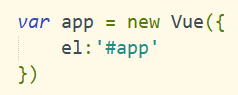 var app = new Vue({
    el:'#app'
})